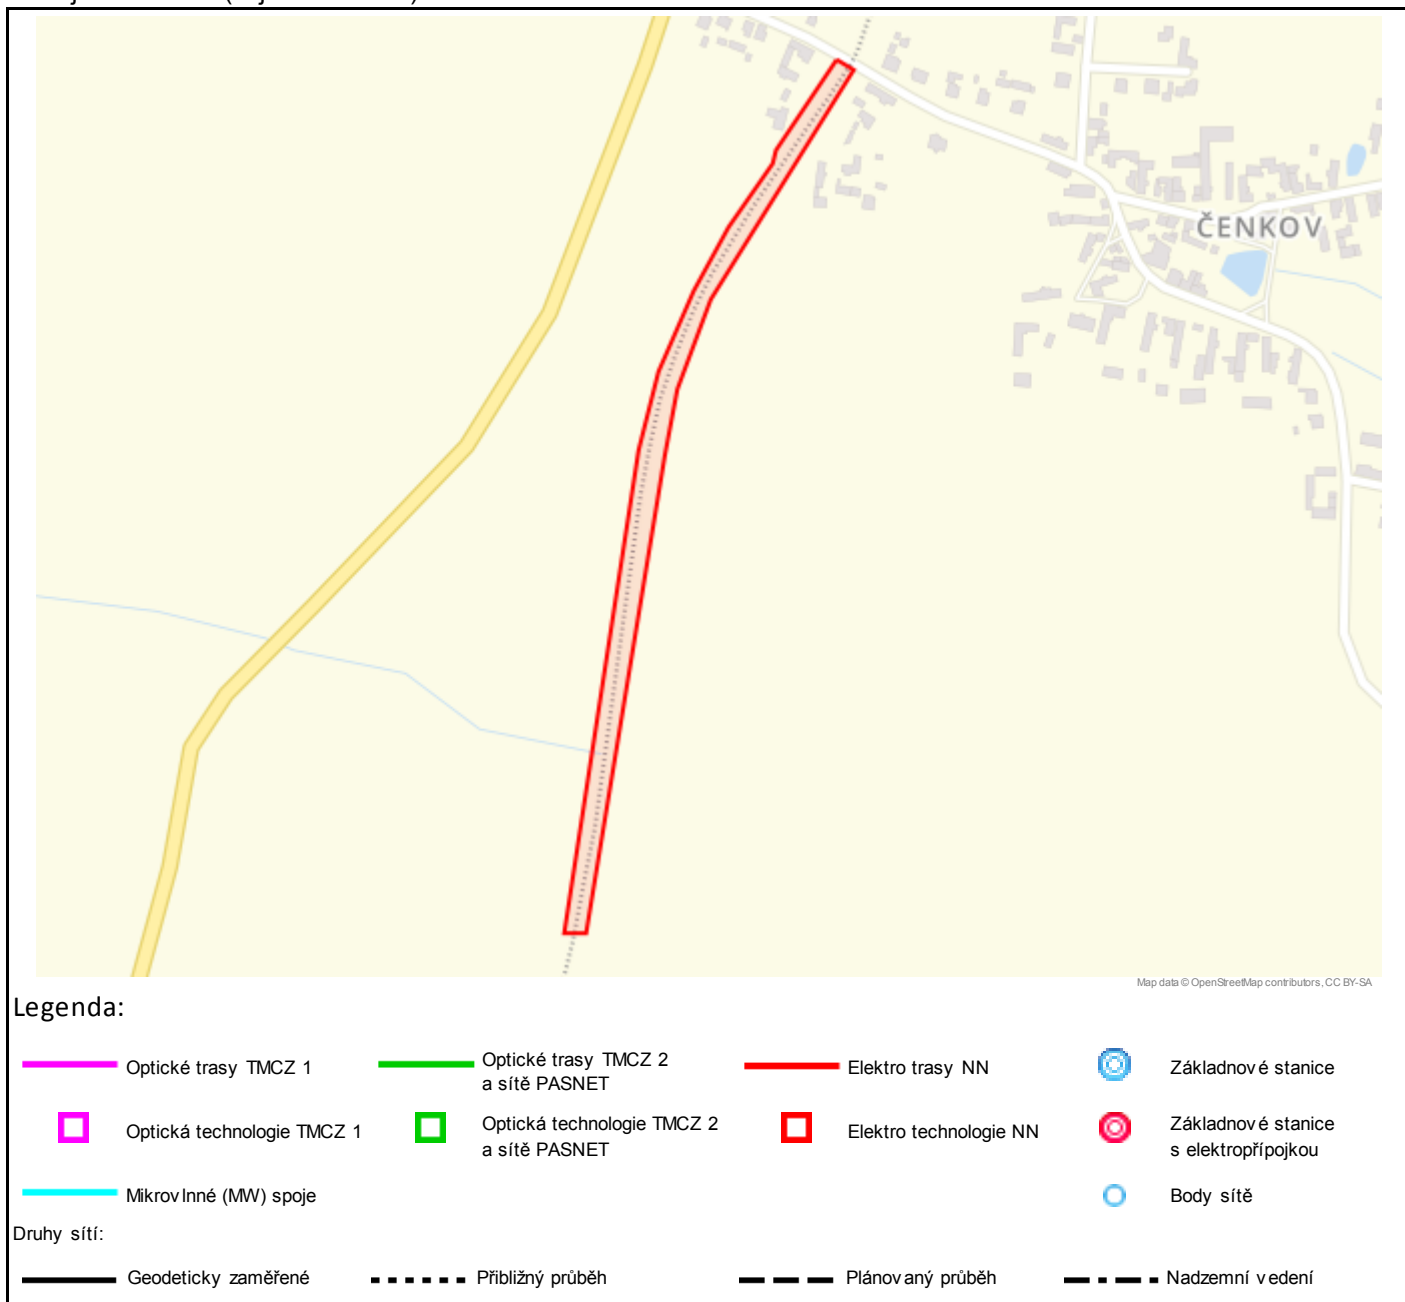 ČENKOV
Map data © OpenStreetMap contributors, CC BY-SA
Legenda:
Optické trasy TMCZ 1
Optické trasy TMCZ 2
a sítě PASNET
Elektro trasy NN
Základnové stanice
Optická technologie TMCZ 1
Optická technologie TMCZ 2
a sítě PASNET
Elektro technologie NN
Základnové stanice
s elektropřípojkou
Mikrovlnné (MW) spoje
Body sítě
Druhy sítí:
Geodeticky zaměřené
Přibližný průběh
Plánovaný průběh
Nadzemní vedení